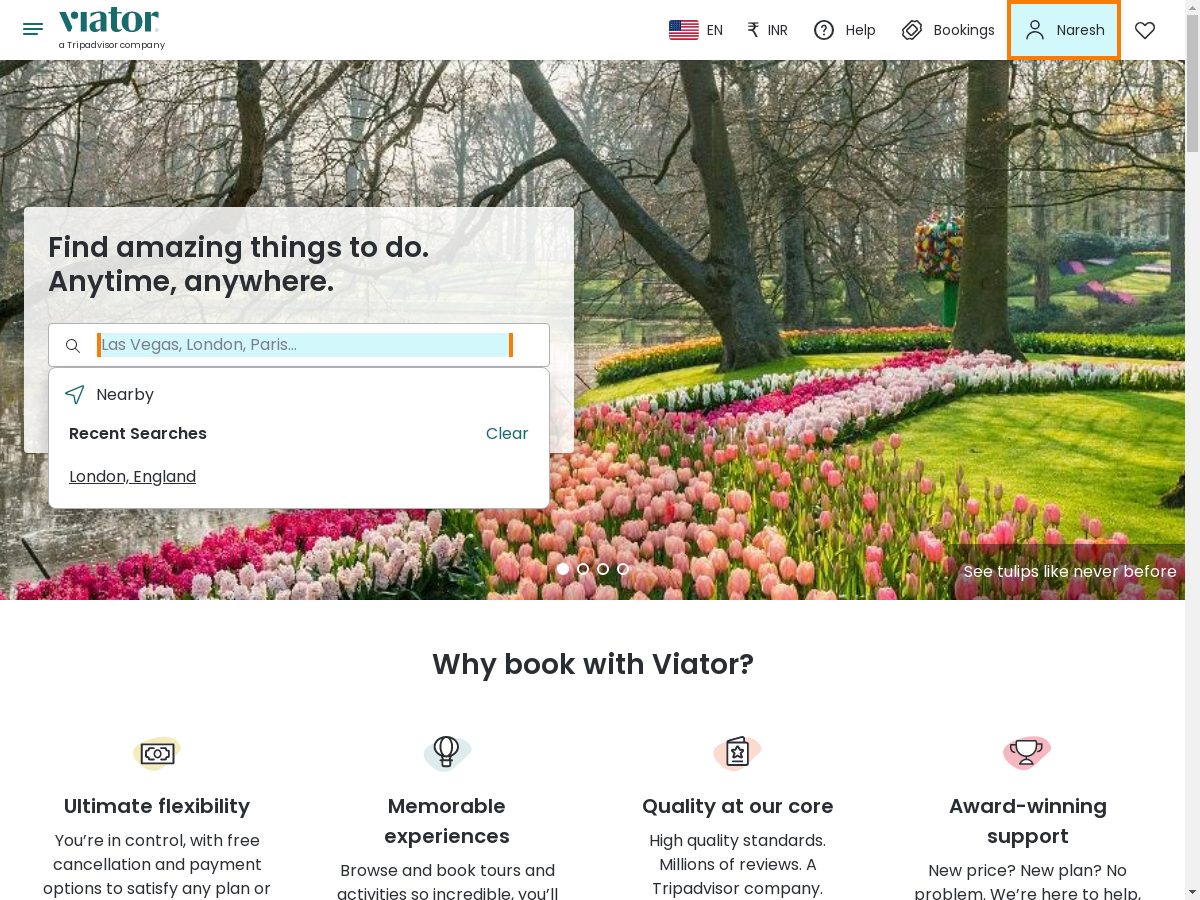 viator
a Tripadvisor company
EN
₹ INR
Help
Bookings
Naresh
Find amazing things to do.
Anytime, anywhere.
Las Vegas, London, Paris...
Nearby
Recent Searches
Clear
London, England
See tulips like never before
Why book with Viator?
Ultimate flexibility
You’re in control, with free
cancellation and payment
options to satisfy any plan or
Memorable
experiences
Browse and book tours and
activities so incredible, you’ll
Quality at our core
High quality standards.
Millions of reviews. A
Tripadvisor company.
Award-winning
support
New price? New plan? No
problem. We’re here to help,